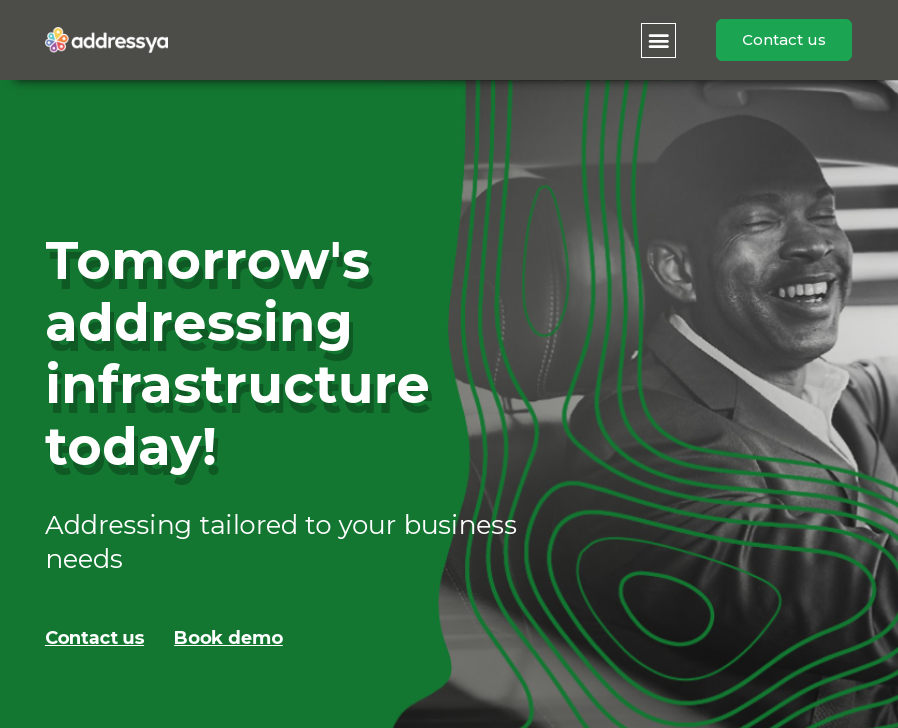 addressya
Contact us
Tomorrow's
addressing
infrastructure
today!
Addressing tailored to your business
needs
Contact us
Book demo